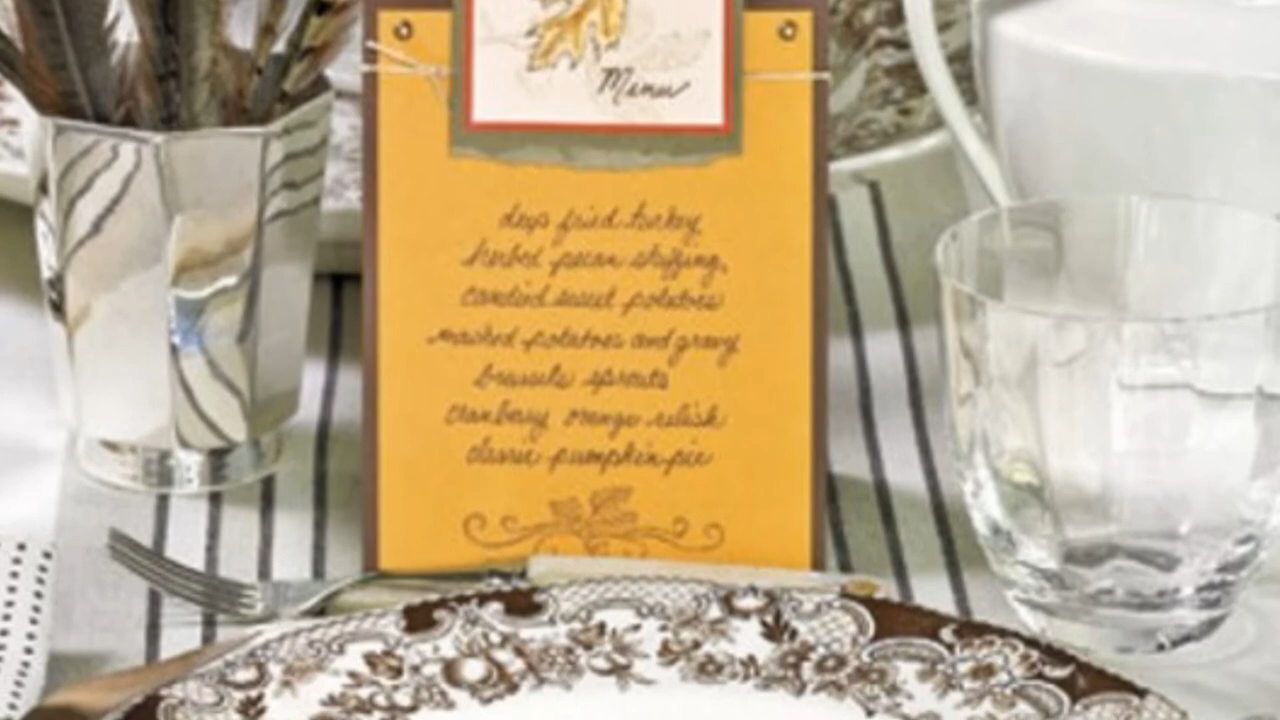 Menu
deep fried turkey
herbed pecan stuffing
candied sweet potatoes
mashed potatoes and gravy
brussels sprouts
cranberry orange relish
classic pumpkin pie